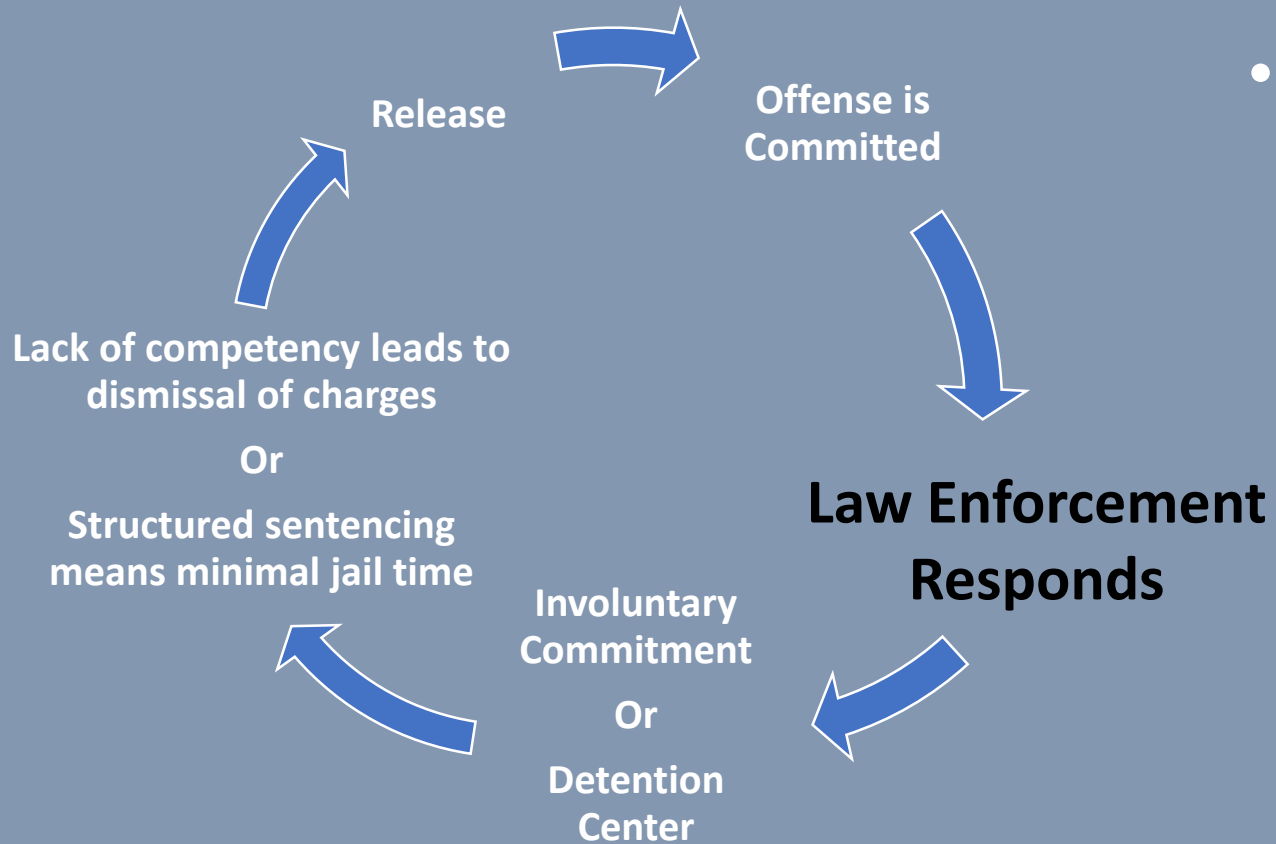 Release
Offense is
Committed
Law Enforcement
Responds
Involuntary
Commitment
Or
Detention
Center
Lack of competency leads to
dismissal of charges
Or
Structured sentencing
means minimal jail time